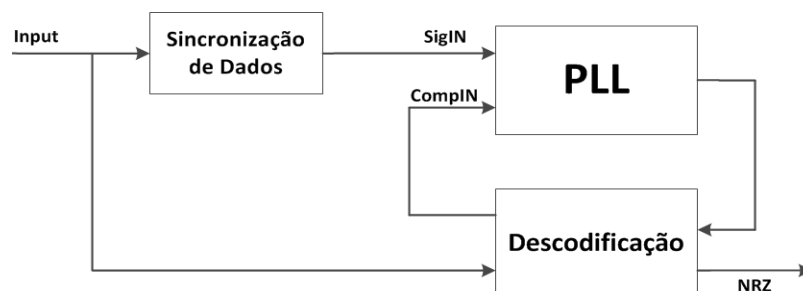 Input
Sincronização
de Dados
SigIN
CompIN
PLL
Descodificação
NRZ